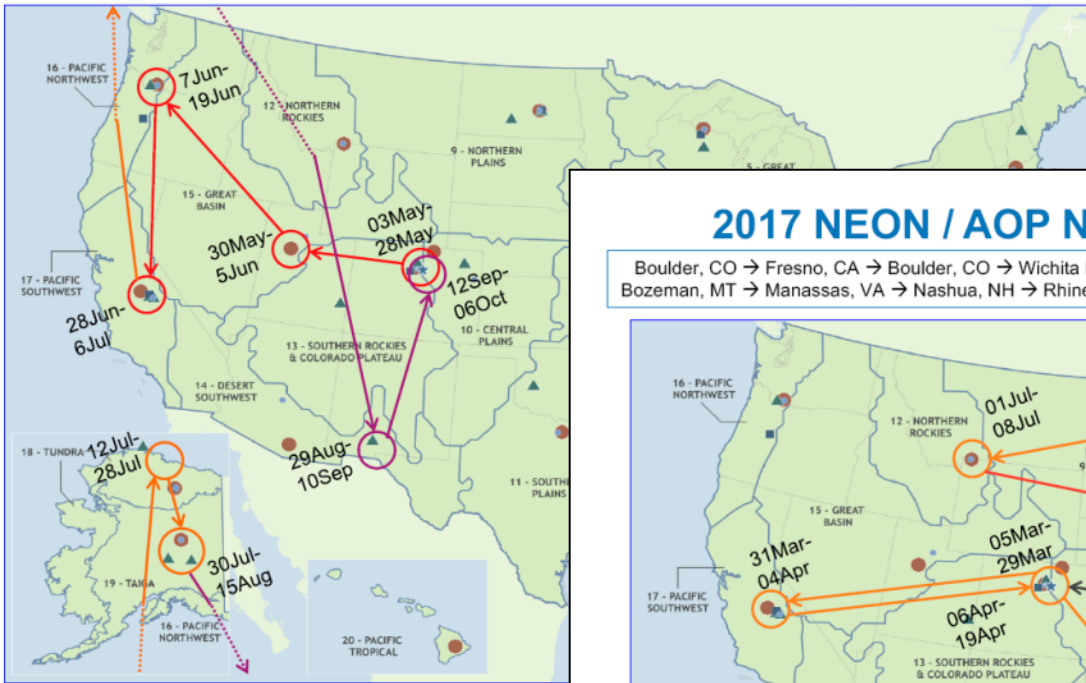 16 - PACIFIC
NORTHWEST
7Jun-
19Jun
12 - NORTHERN
ROCKIES
9 - NORTHERN
PLAINS
5 - GREAT
15 - GREAT
BASIN
30May-
5Jun
03May-
28May
12Sep-
06Oct
17 - PACIFIC
SOUTHWEST
28Jun-
6Jul
10 - CENTRAL
PLAINS
13 - SOUTHERN ROCKIES
& COLORADO PLATEAU
14 - DESERT
SOUTHWEST
29Aug-
10Sep
11 - SOUTHE
PLAINS
18 - TUNDRA
12Jul-
28Jul
30Jul-
15Aug
19 - TAIGA
16 - PACIFIC
NORTHWEST
20 - PACIFIC
TROPICAL
2017 NEON / AOP N
Boulder, CO → Fresno, CA → Boulder, CO → Wichita
Bozeman, MT → Manassas, VA → Nashua, NH → Rhine
16 - PACIFIC
NORTHWEST
12 - NORTHERN
ROCKIES
01Jul-
08Jul
9
15 - GREAT
BASIN
31Mar-
04Apr
05Mar-
29Mar
17 - PACIFIC
SOUTHWEST
06Apr-
19Apr
13 - SOUTHERN ROCKIES
& COLORADO PLATEAU